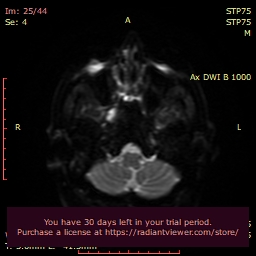 Im: 25/44
Se: 4
A
STP75
STP75
M
Ax DWI B 1000
R
L
You have 30 days left in your trial period.
Purchase a license at https://radiantviewer.com/store/